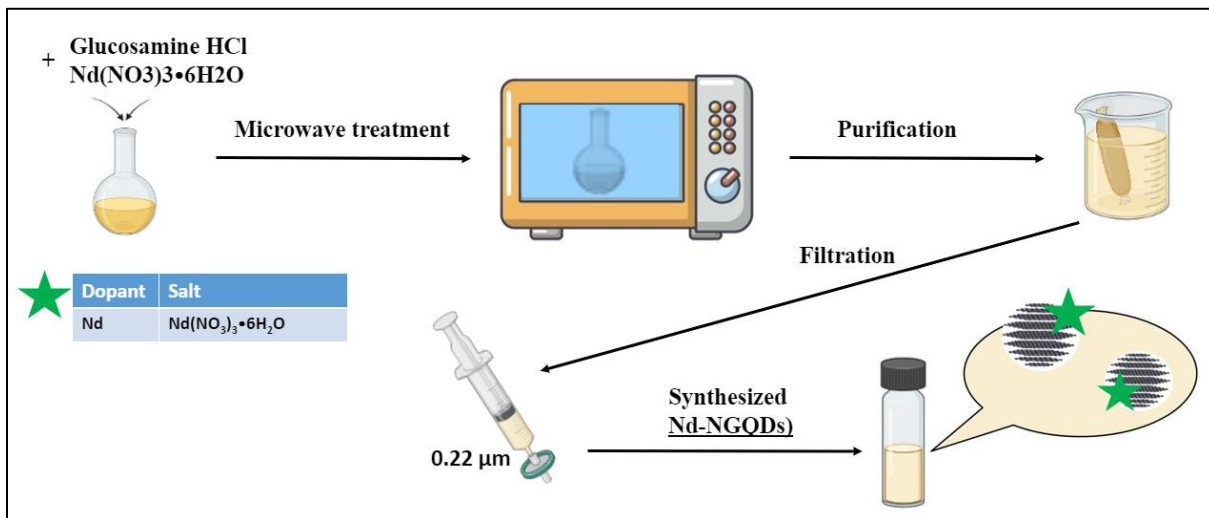 + Glucosamine HCl
Nd(NO3)3•6H2O
Microwave treatment
Purification
Filtration
Dopant Salt
Nd Nd(NO₃)₃•6H₂O
0.22 µm
Synthesized
Nd-NGQDs)